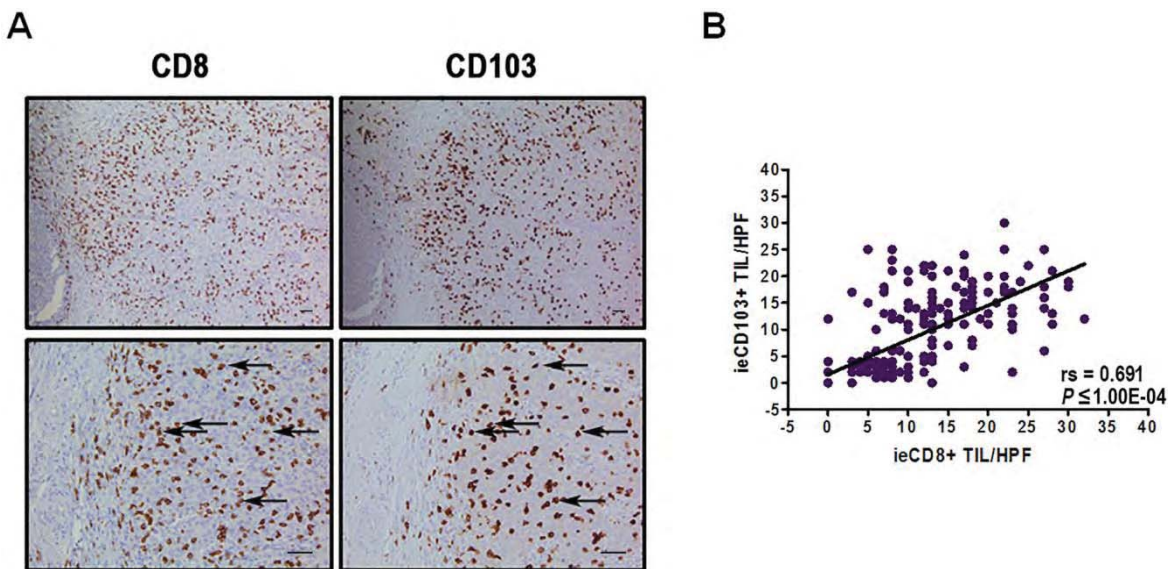 A
B
CD8
CD103
ieCD103+ TIL/HPF
40
35
30
25
20
15
10
5
0
-5
rs = 0.691
P ≤1.00E-04
-5 0 5 10 15 20 25 30 35 40
ieCD8+ TIL/HPF